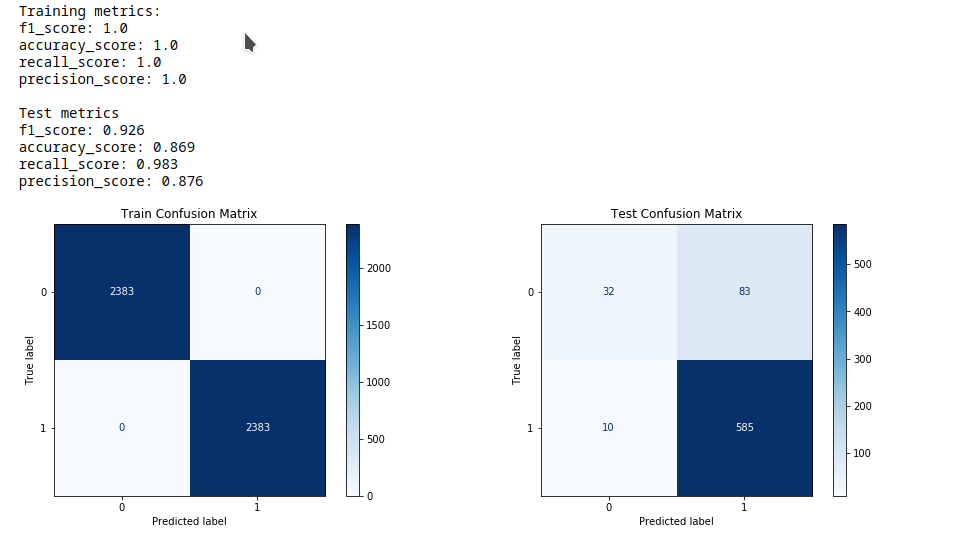 Training metrics:
f1_score: 1.0
accuracy_score: 1.0
recall_score: 1.0
precision_score: 1.0
Test metrics
f1_score: 0.926
accuracy_score: 0.869
recall_score: 0.983
precision_score: 0.876
Train Confusion Matrix
2000
1500
1000
500
0
0
1
True label
2383
0
0
2383
0
1
Predicted label
Test Confusion Matrix
500
400
300
200
100
0
1
True label
32
83
10
585
0
1
Predicted label